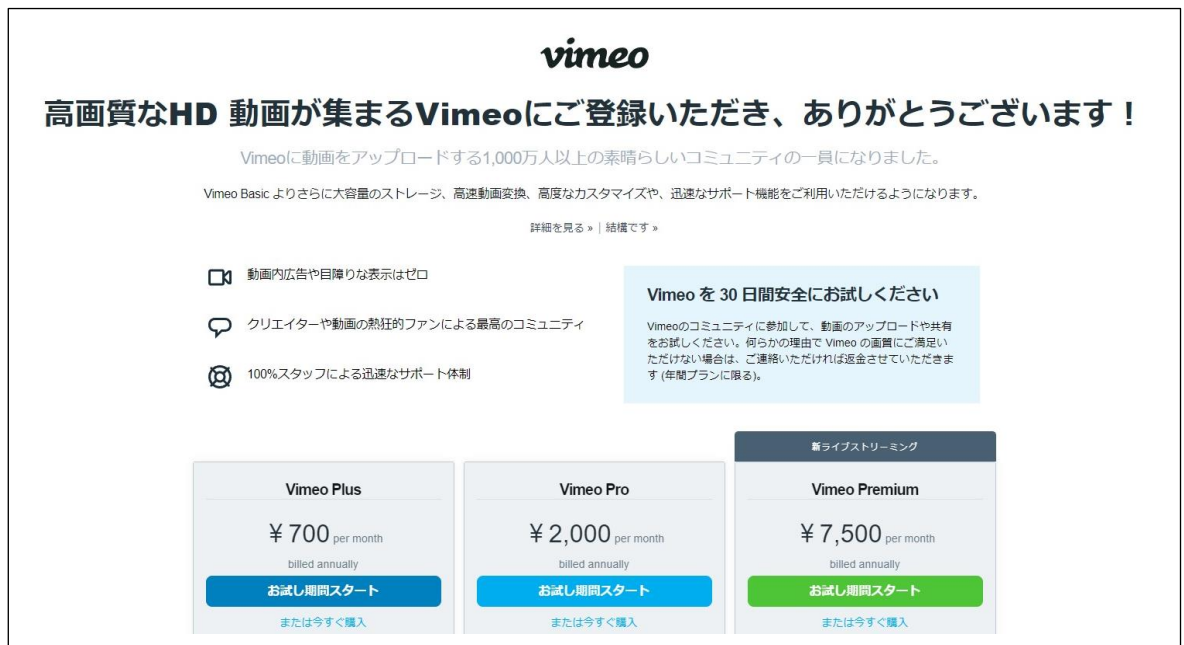 vimeo
高画質なHD 動画が集まるVimeoにご登録いただき、ありがとうございます！
Vimeoに動画をアップロードする1,000万人以上の素晴らしいコミュニティの一員になりました。
Vimeo Basic よりさらに大容量のストレージ、高速動画変換、高度なカスタマイズや、迅速なサポート機能をご利用いただけるようになります。
詳細を見る » | 結構です »
動画内広告や目障りな表示はゼロ
クリエイターや動画の熱狂的ファンによる最高のコミュニティ
100%スタッフによる迅速なサポート体制
Vimeo を 30 日間安全にお試しください
Vimeoのコミュニティに参加して、動画のアップロードや共有
をお試しください。何らかの理由で Vimeo の画質にご満足い
ただけない場合は、ご連絡いただければ返金させていただきま
す (年間プランに限る)。
新ライブストリーミング
Vimeo Plus Vimeo Pro Vimeo Premium
¥ 700 per month ¥ 2,000 per month ¥ 7,500 per month
billed annually billed annually billed annually
お試し期間スタート お試し期間スタート お試し期間スタート
または今すぐ購入 または今すぐ購入 または今すぐ購入